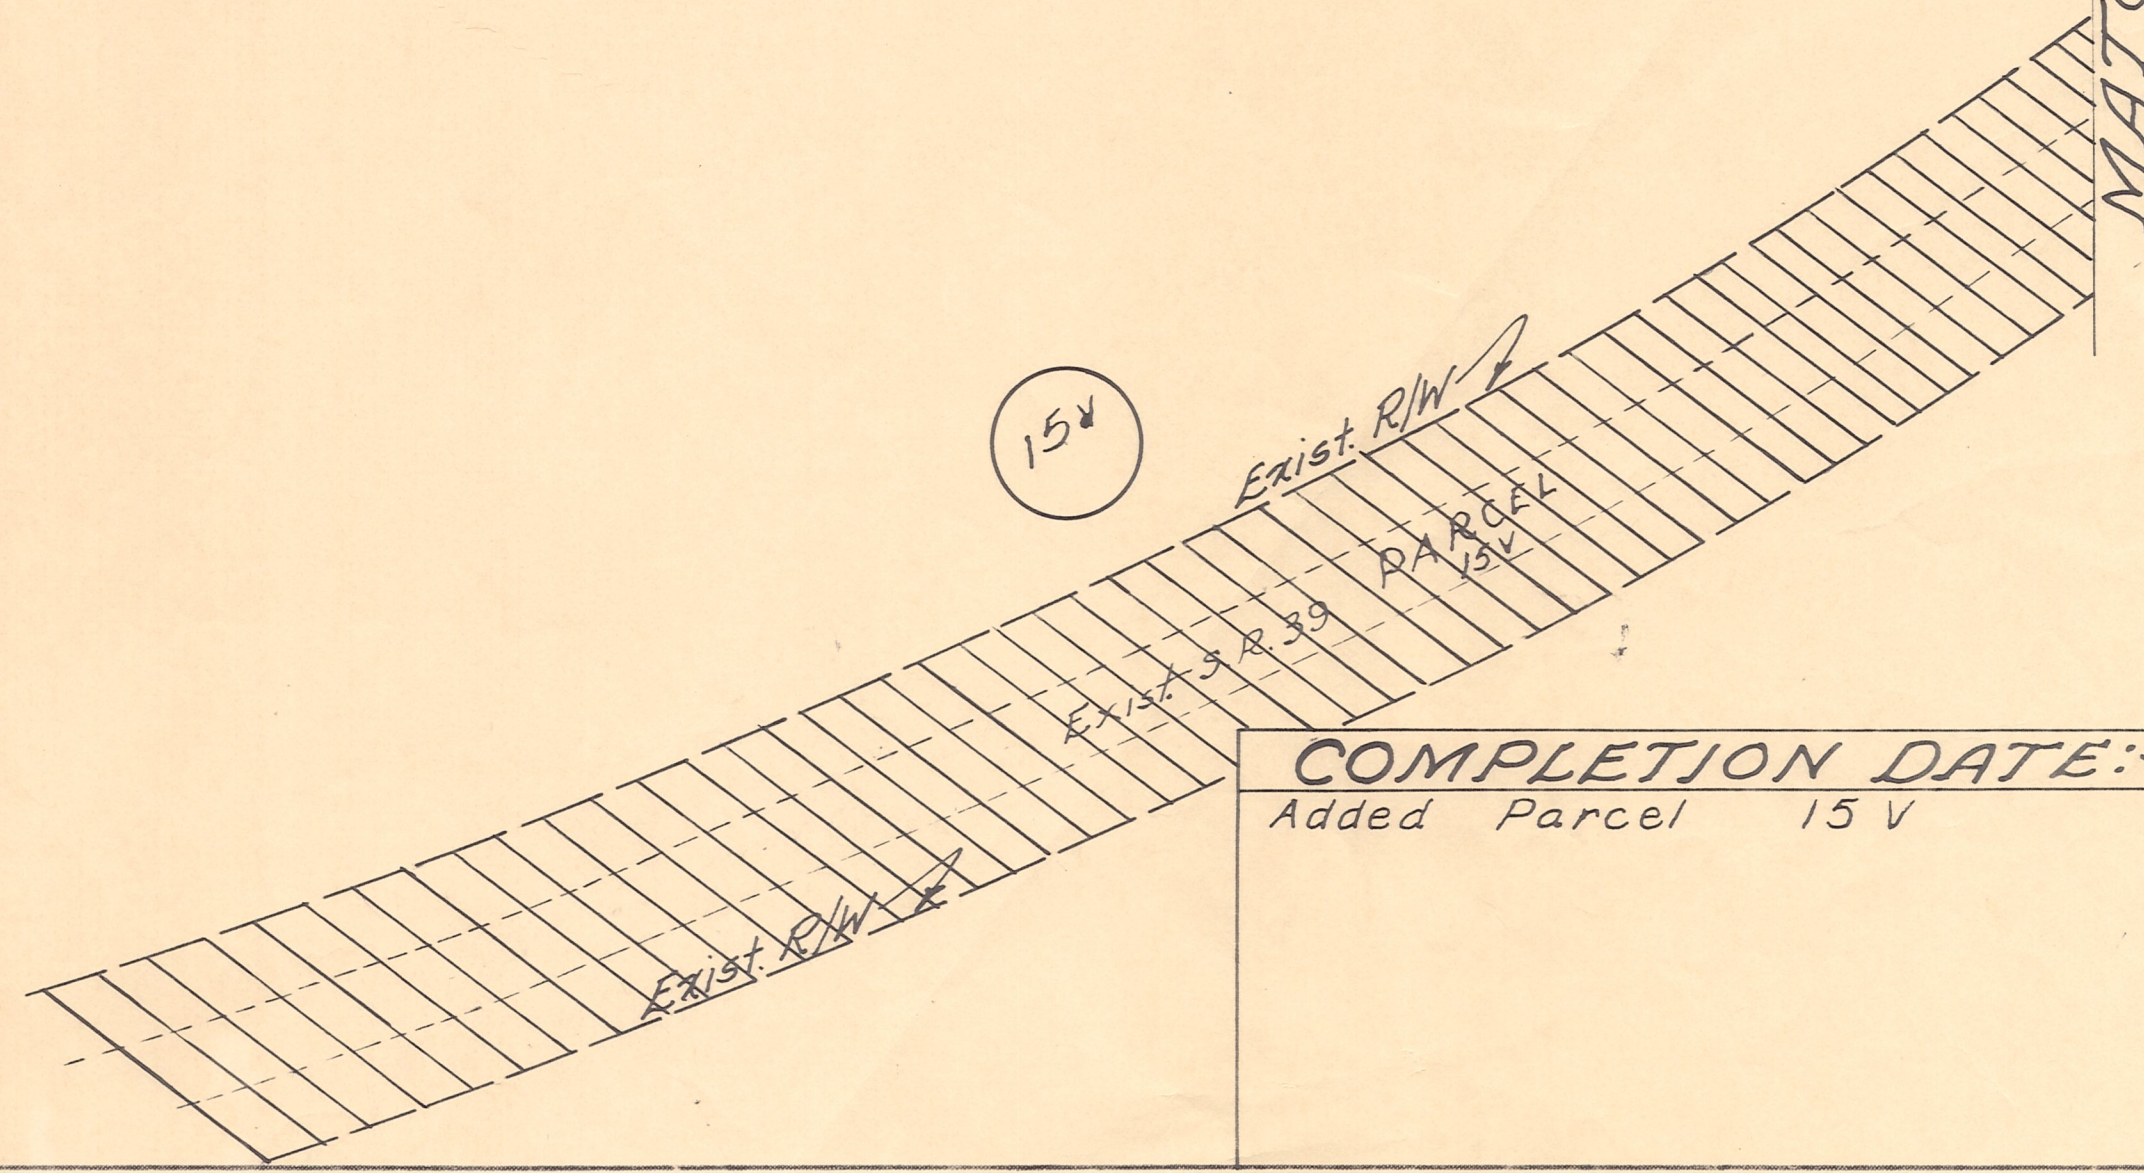 15V
Exist. R/W
PARCEL
15V
Exist. S.R. 39
Exist. R/W
COMPLETION DATE:-
Added Parcel 15 V